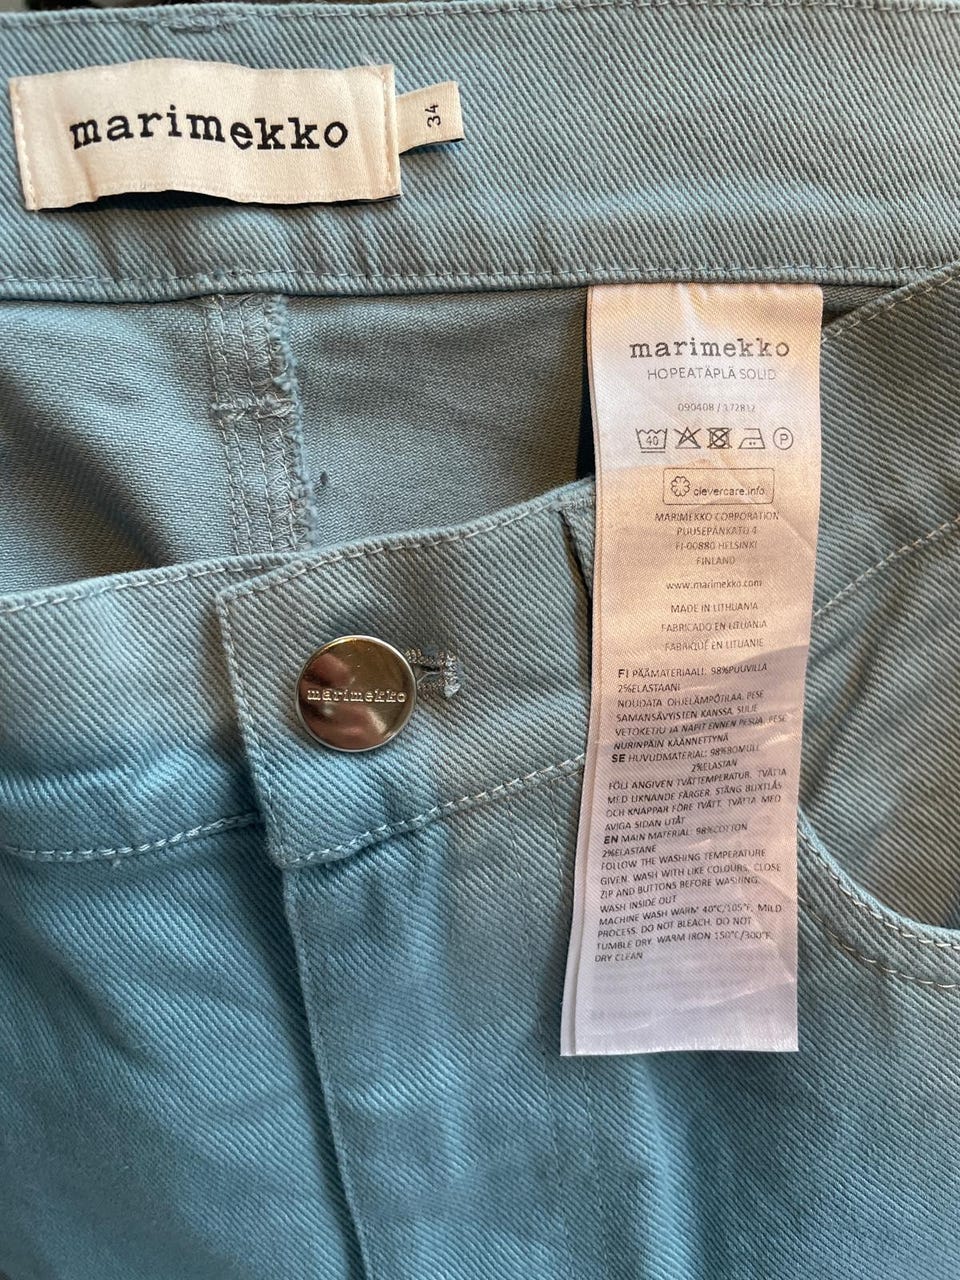 marimekko
34
marimekko
HOPEATÄPLÄ SOLID
090408 / 172812
40
P
clevercare.info
MARIMEKKO CORPORATION
PUUSEPÄNKATU 4
FI-00880 HELSINKI
FINLAND
www.marimekko.com
MADE IN LITHUANIA
FABRICADO EN LITUANIA
FABRIQUÉ EN LITUANIE
FI PÄÄMATERIAALI: 98%PUUVILLA
2%ELASTAANI
NOUDATA OHJELÄMPÖTILAA. PESE
SAMANSÄVYISTEN KANSSA. SULJE
VETOKETJU JA NAPIT ENNEN PESUA. PESE
NURINPÄIN KÄÄNNETTYNÄ
SE HUVUDMATERIAL: 98%BOMULL
2%ELASTAN
FÖLJ ANGIVEN TVÄTTEMPERATUR. TVÄTTA
MED LIKNANDE FÄRGER. STÄNG BLIXTLÅS
OCH KNAPPAR FÖRE TVÄTT. TVÄTTA MED
AVIGA SIDAN UTÅT
EN MAIN MATERIAL: 98%COTTON
2%ELASTANE
FOLLOW THE WASHING TEMPERATURE
GIVEN. WASH WITH LIKE COLOURS. CLOSE
ZIP AND BUTTONS BEFORE WASHING.
WASH INSIDE OUT
MACHINE WASH WARM 40°C/105°F, MILD
PROCESS. DO NOT BLEACH. DO NOT
TUMBLE DRY. WARM IRON 150°C/300°F.
DRY CLEAN
marimekko